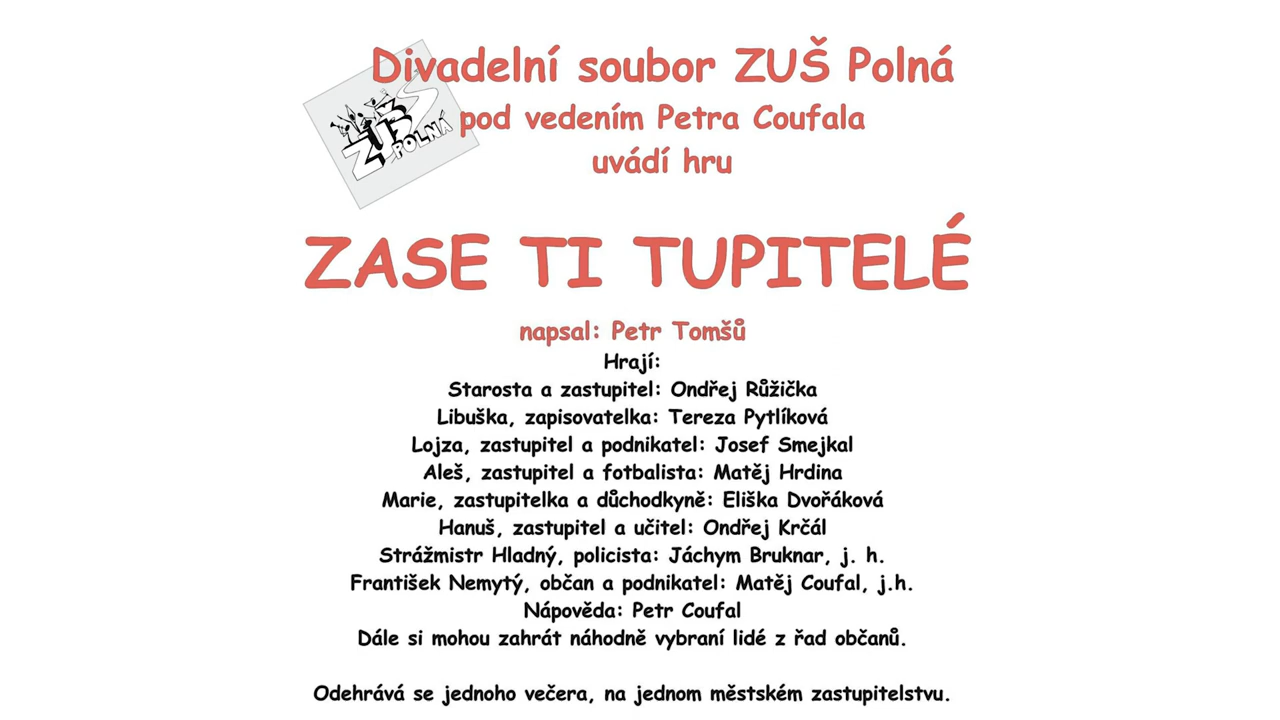 Divadelní soubor ZUŠ Polná
ZUŠ
POLNÁ
pod vedením Petra Coufala
uvádí hru
ZASE TI TUPITELÉ
napsal: Petr Tomšů
Hrají:
Starosta a zastupitel: Ondřej Růžička
Libuška, zapisovatelka: Tereza Pytlíková
Lojza, zastupitel a podnikatel: Josef Smejkal
Aleš, zastupitel a fotbalista: Matěj Hrdina
Marie, zastupitelka a důchodkyně: Eliška Dvořáková
Hanuš, zastupitel a učitel: Ondřej Krčál
Strážmistr Hladný, policista: Jáchym Bruknar, j. h.
František Nemytý, občan a podnikatel: Matěj Coufal, j.h.
Nápověda: Petr Coufal
Dále si mohou zahrát náhodně vybraní lidé z řad občanů.
Odehrává se jednoho večera, na jednom městském zastupitelstvu.